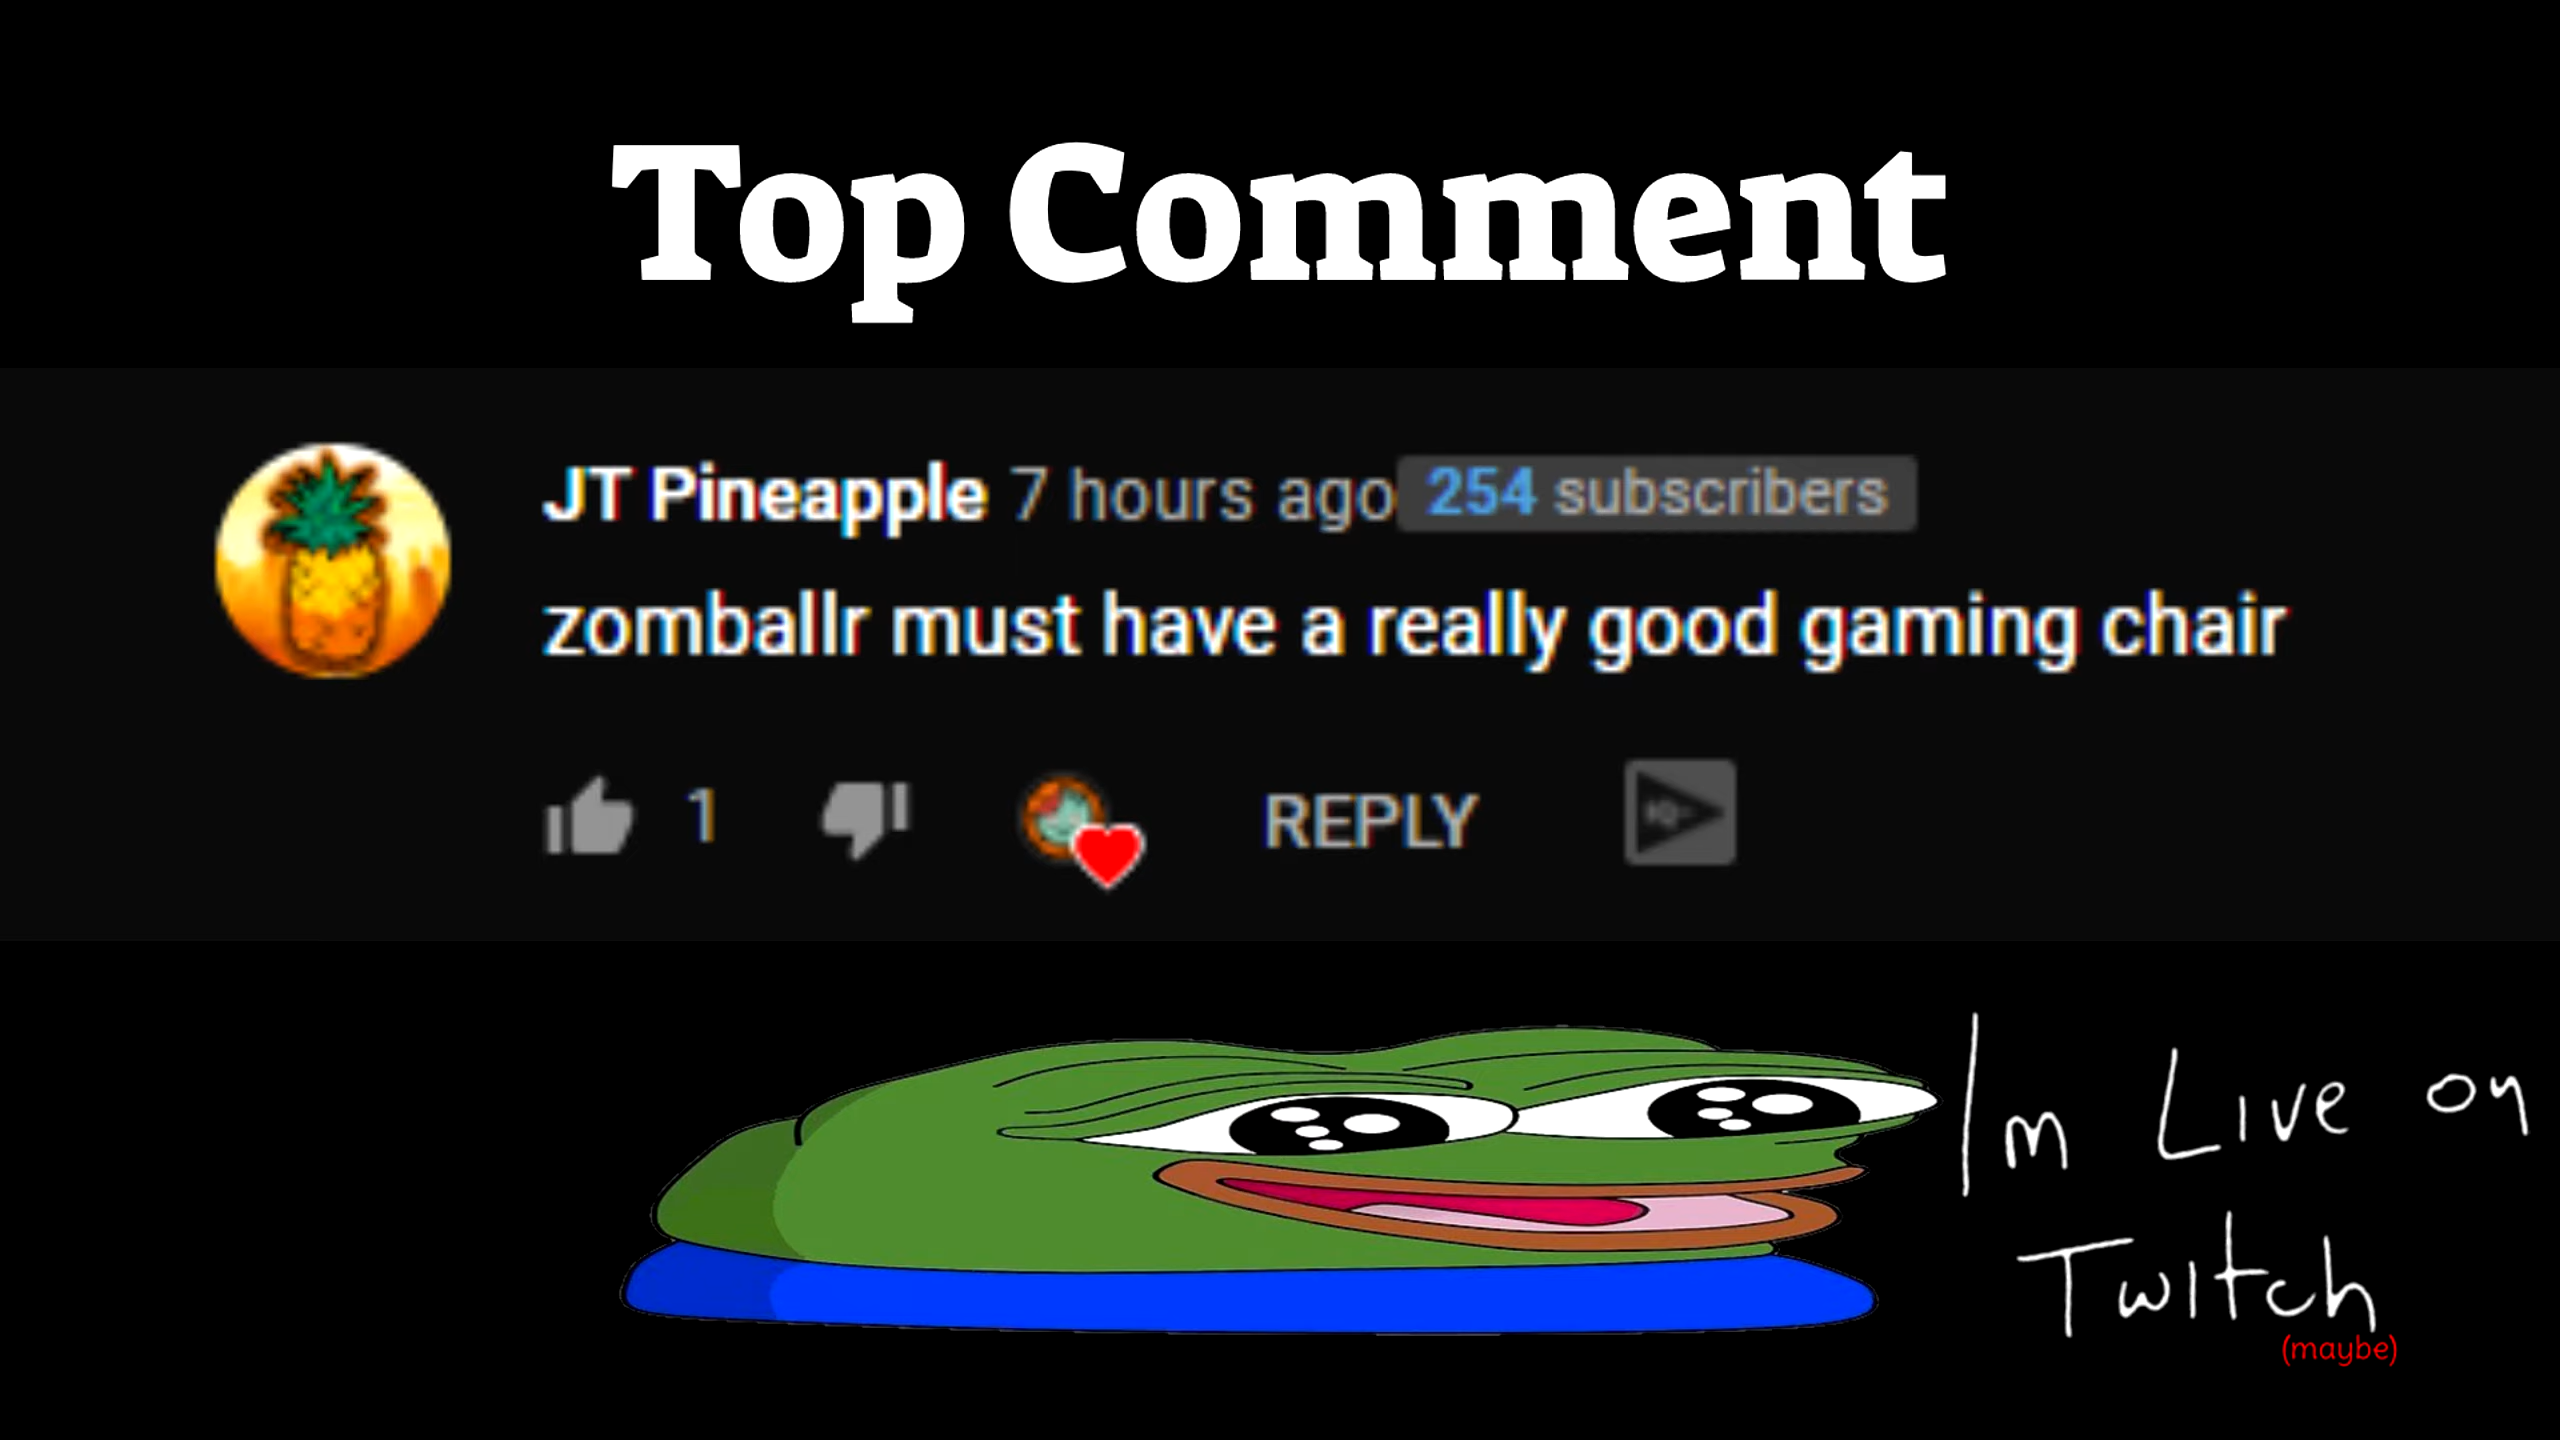 Top Comment
JT Pineapple 7 hours ago 254 subscribers
zomballr must have a really good gaming chair
1 REPLY
Im Live on
Twitch
(maybe)